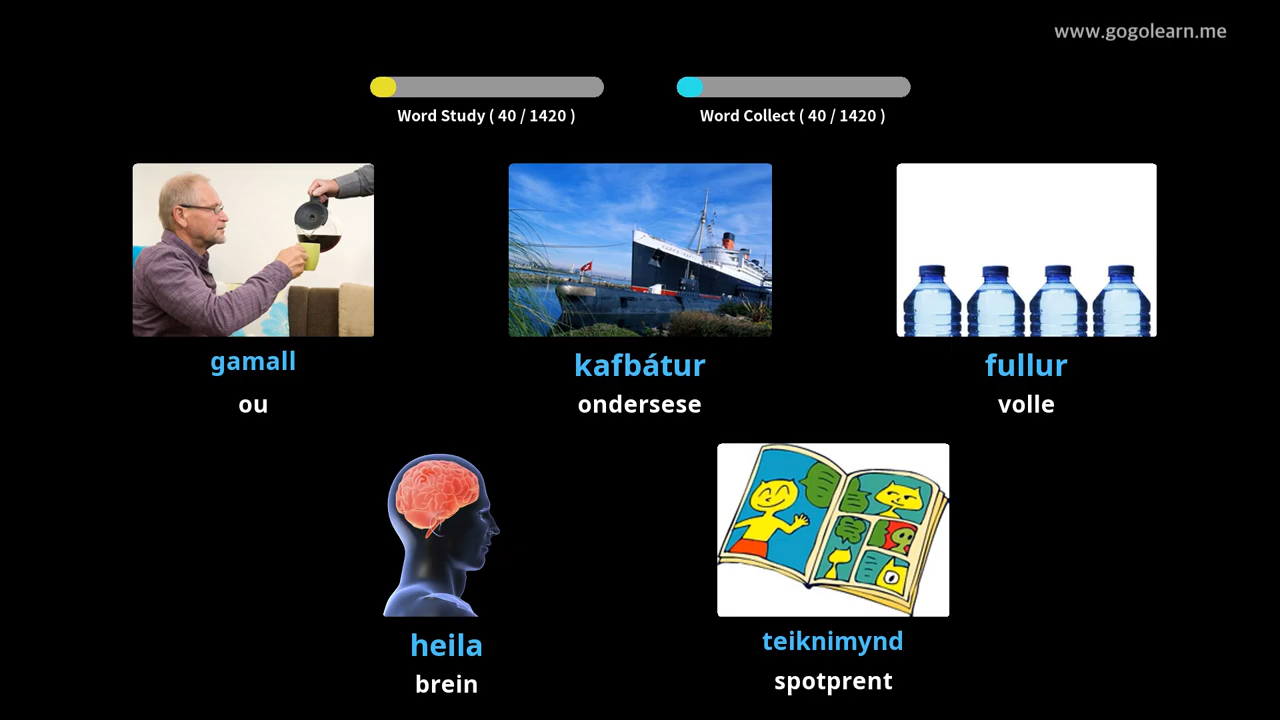 www.gogolearn.me
Word Study ( 40 / 1420 )
Word Collect ( 40 / 1420 )
gamall
ou
kafbátur
ondersese
fullur
volle
heila
brein
teiknimynd
spotprent